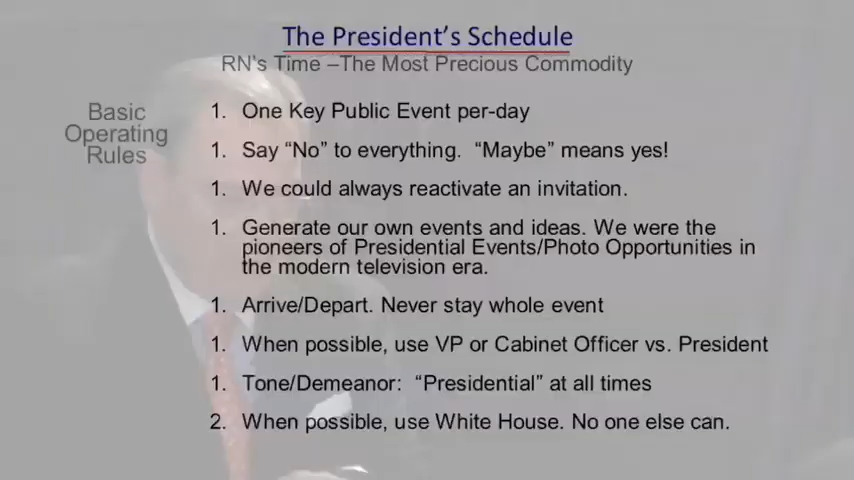 The President's Schedule
RN's Time –The Most Precious Commodity
Basic
Operating
Rules
1. One Key Public Event per-day
1. Say “No” to everything. “Maybe” means yes!
1. We could always reactivate an invitation.
1. Generate our own events and ideas. We were the
pioneers of Presidential Events/Photo Opportunities in
the modern television era.
1. Arrive/Depart. Never stay whole event
1. When possible, use VP or Cabinet Officer vs. President
1. Tone/Demeanor: “Presidential” at all times
2. When possible, use White House. No one else can.